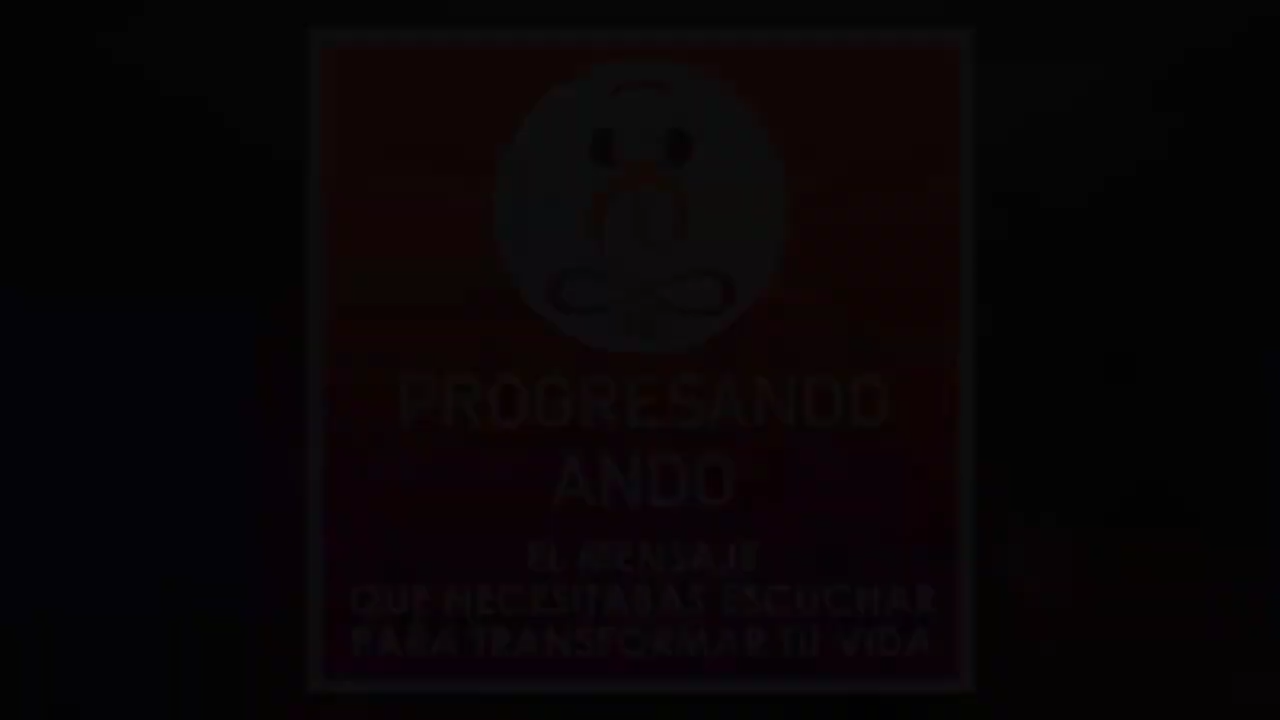 PROGRESANDO
ANDO
EL MENSAJE
QUE NECESITABAS ESCUCHAR
PARA TRANSFORMAR TU VIDA